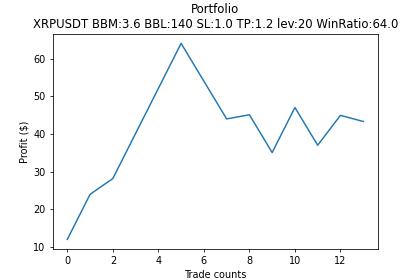 Portfolio
XRPUSDT BBM:3.6 BBL:140 SL:1.0 TP:1.2 lev:20 WinRatio:64.0
60
50
40
30
20
10
Profit ($)
0 2 4 6 8 10 12
Trade counts